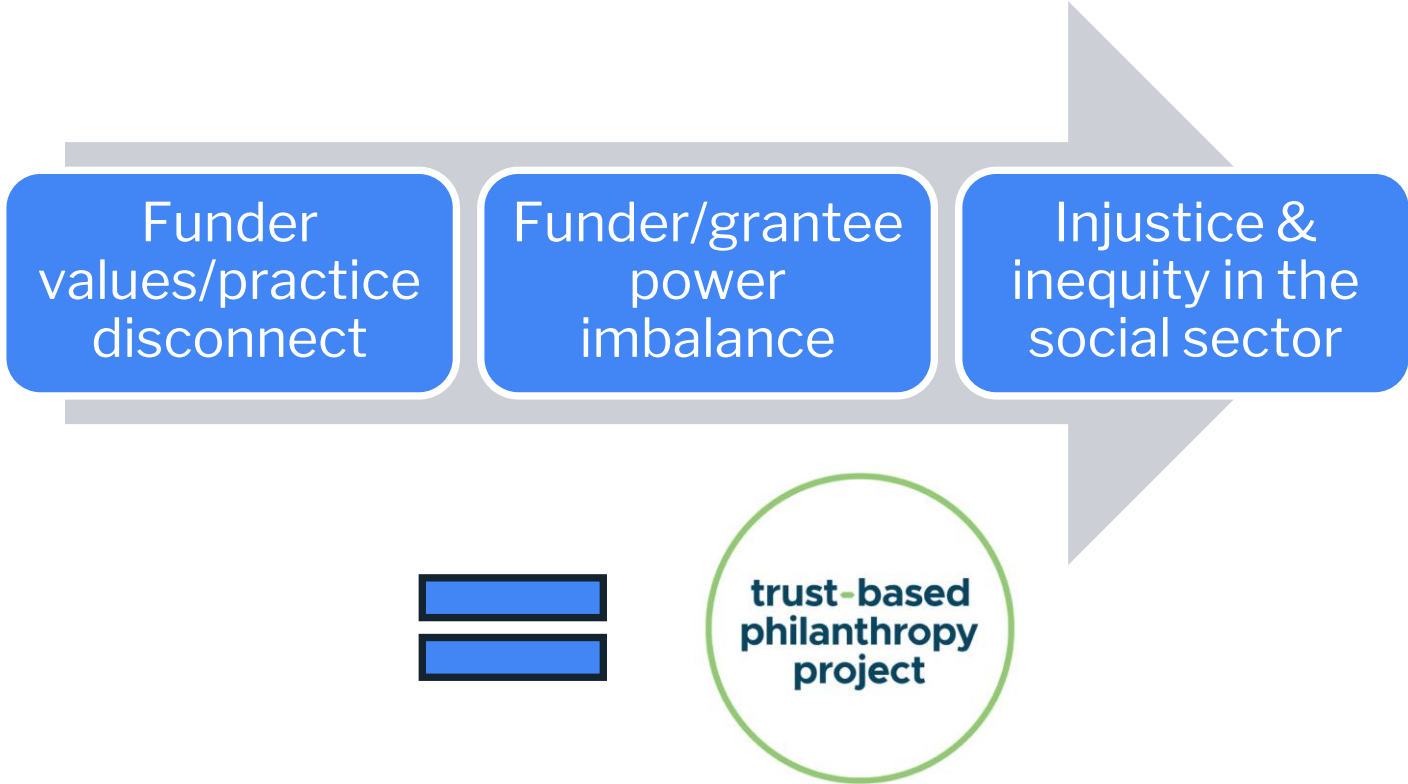 Funder
values/practice
disconnect
Funder/grantee
power
imbalance
Injustice &
inequity in the
social sector
trust-based
philanthropy
project